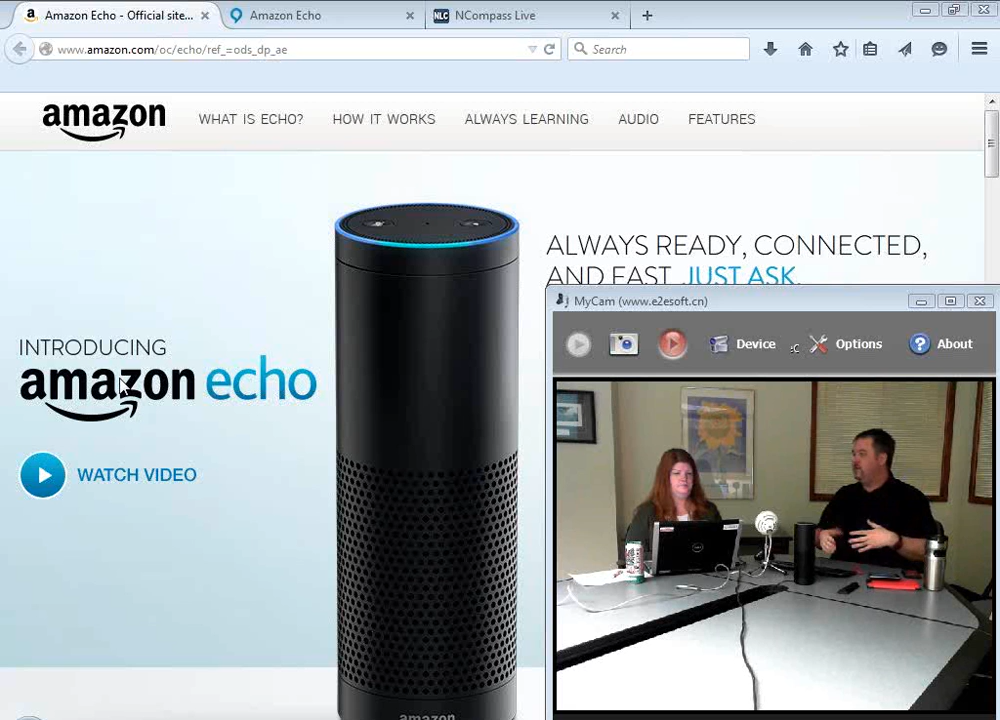 Amazon Echo - Official site...
Amazon Echo
NLC NCompass Live
www.amazon.com/oc/echo/ref_=ods_dp_ae
Search
amazon
WHAT IS ECHO?
HOW IT WORKS
ALWAYS LEARNING
AUDIO
FEATURES
ALWAYS READY, CONNECTED,
AND FAST. JUST ASK.
INTRODUCING
amazon echo
WATCH VIDEO
amazon
MyCam (www.e2esoft.cn)
Device
Options
About